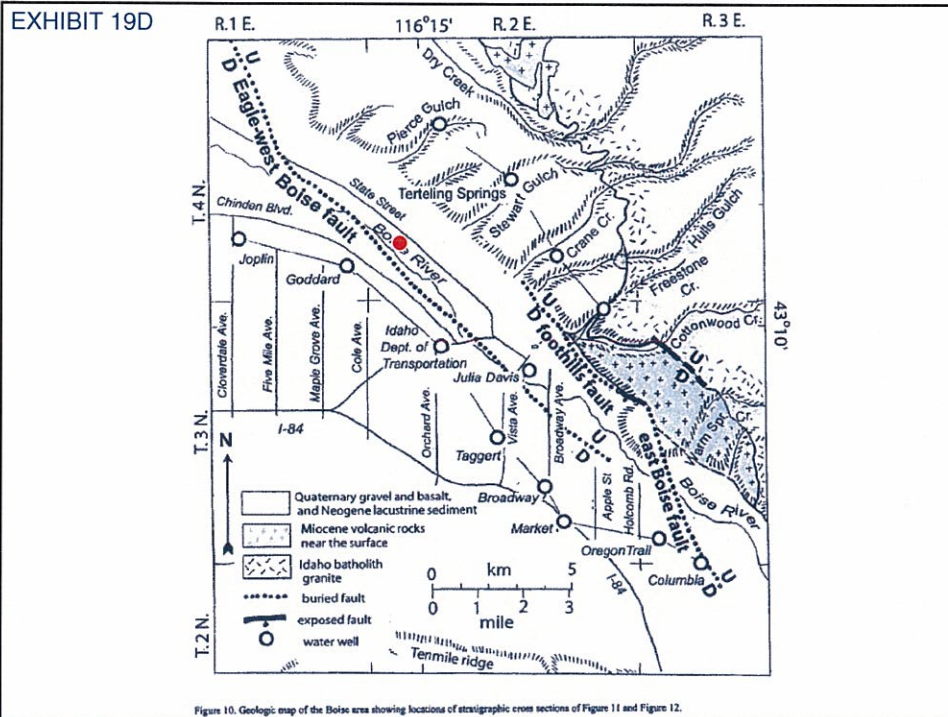 EXHIBIT 19D
R.1 E.
116°15'
R.2 E.
R.3 E.
U
D
Dry Creek
Eagle-west Boise fault
Pierce Gulch
Terteling Springs
Stewart Gulch
State Street
T.4 N.
Chinden Blvd.
Boise River
Crane Cr.
Hulls Gulch
Joplin
Goddard
Freestone
Cr.
43°10'
Cottonwood Cr.
U
D
foothills fault
U
D
Cloverdale Ave.
Five Mile Ave.
Maple Grove Ave.
Cole Ave.
Idaho
Dept. of
Transportation
Julia Davis
Warm Spr. Cr.
T.3 N.
I-84
Orchard Ave.
Vista Ave.
Broadway Ave.
U
D
east Boise fault
N
Taggert
Apple St
Holcomb Rd.
Boise River
Broadway
Market
Oregon Trail
Columbia
U
D
I-84
Quaternary gravel and basalt,
and Neogene lacustrine sediment
Miocene volcanic rocks
near the surface
Idaho batholith
granite
buried fault
exposed fault
water well
0 km 5
0 1 2 3
mile
T.2 N.
Tenmile ridge
Figure 10. Geologic map of the Boise area showing locations of stratigraphic cross sections of Figure 11 and Figure 12.